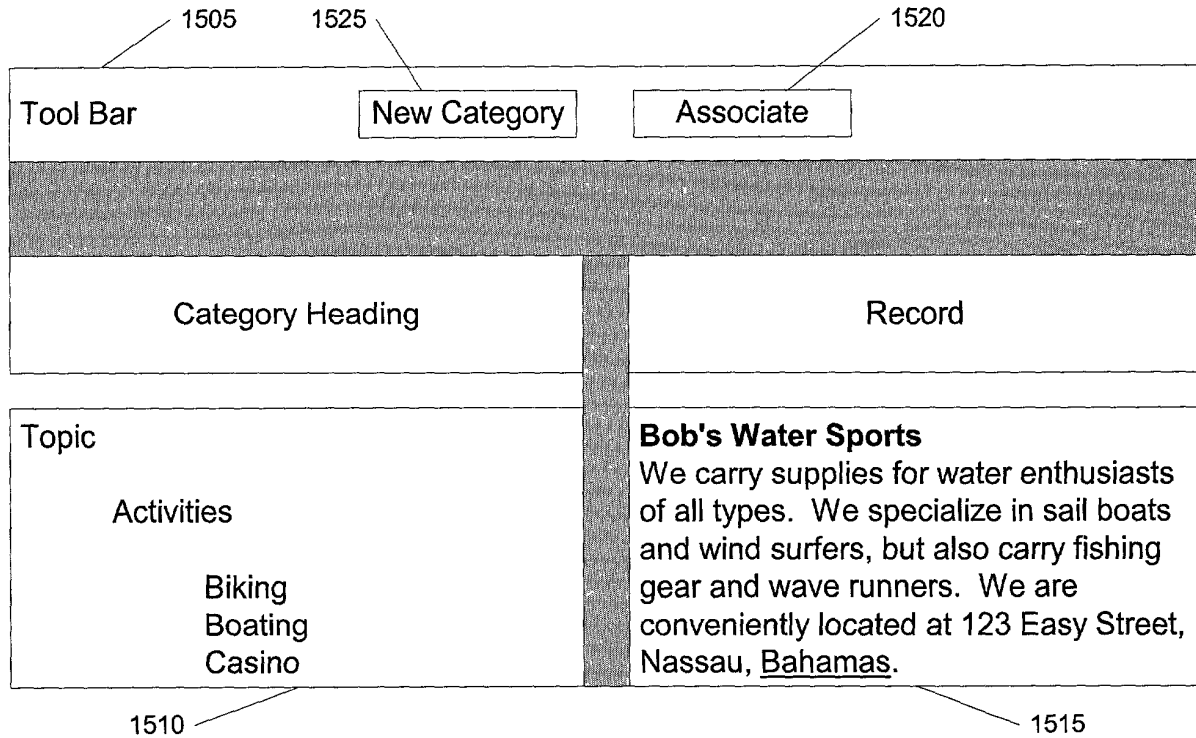 1505
1525
1520
Tool Bar
New Category
Associate
Category Heading
Record
Topic
Activities
Biking
Boating
Casino
Bob's Water Sports
We carry supplies for water enthusiasts
of all types. We specialize in sail boats
and wind surfers, but also carry fishing
gear and wave runners. We are
conveniently located at 123 Easy Street,
Nassau, Bahamas.
1510
1515